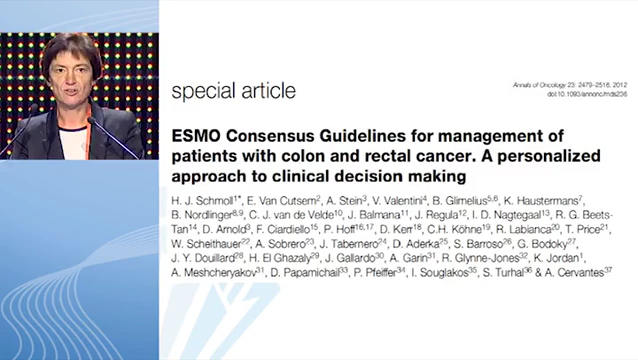 special article
Annals of Oncology 23: 2479–2516, 2012
doi:10.1093/annonc/mds236
ESMO Consensus Guidelines for management of
patients with colon and rectal cancer. A personalized
approach to clinical decision making
H. J. Schmoll1*, E. Van Cutsem2, A. Stein3, V. Valentini4, B. Glimelius5,6, K. Haustermans7,
B. Nordlinger8,9, C. J. van de Velde10, J. Balmana11, J. Regula12, I. D. Nagtegaal13, R. G. Beets-
Tan14, D. Arnold3, F. Ciardiello15, P. Hoff16,17, D. Kerr18, C.H. Köhne19, R. Labianca20, T. Price21,
W. Scheithauer22, A. Sobrero23, J. Tabernero24, D. Aderka25, S. Barroso26, G. Bodoky27,
J. Y. Douillard28, H. El Ghazaly29, J. Gallardo30, A. Garin31, R. Glynne-Jones32, K. Jordan1,
A. Meshcheryakov31, D. Papamichail33, P. Pfeiffer34, I. Souglakos35, S. Turhal36 & A. Cervantes37